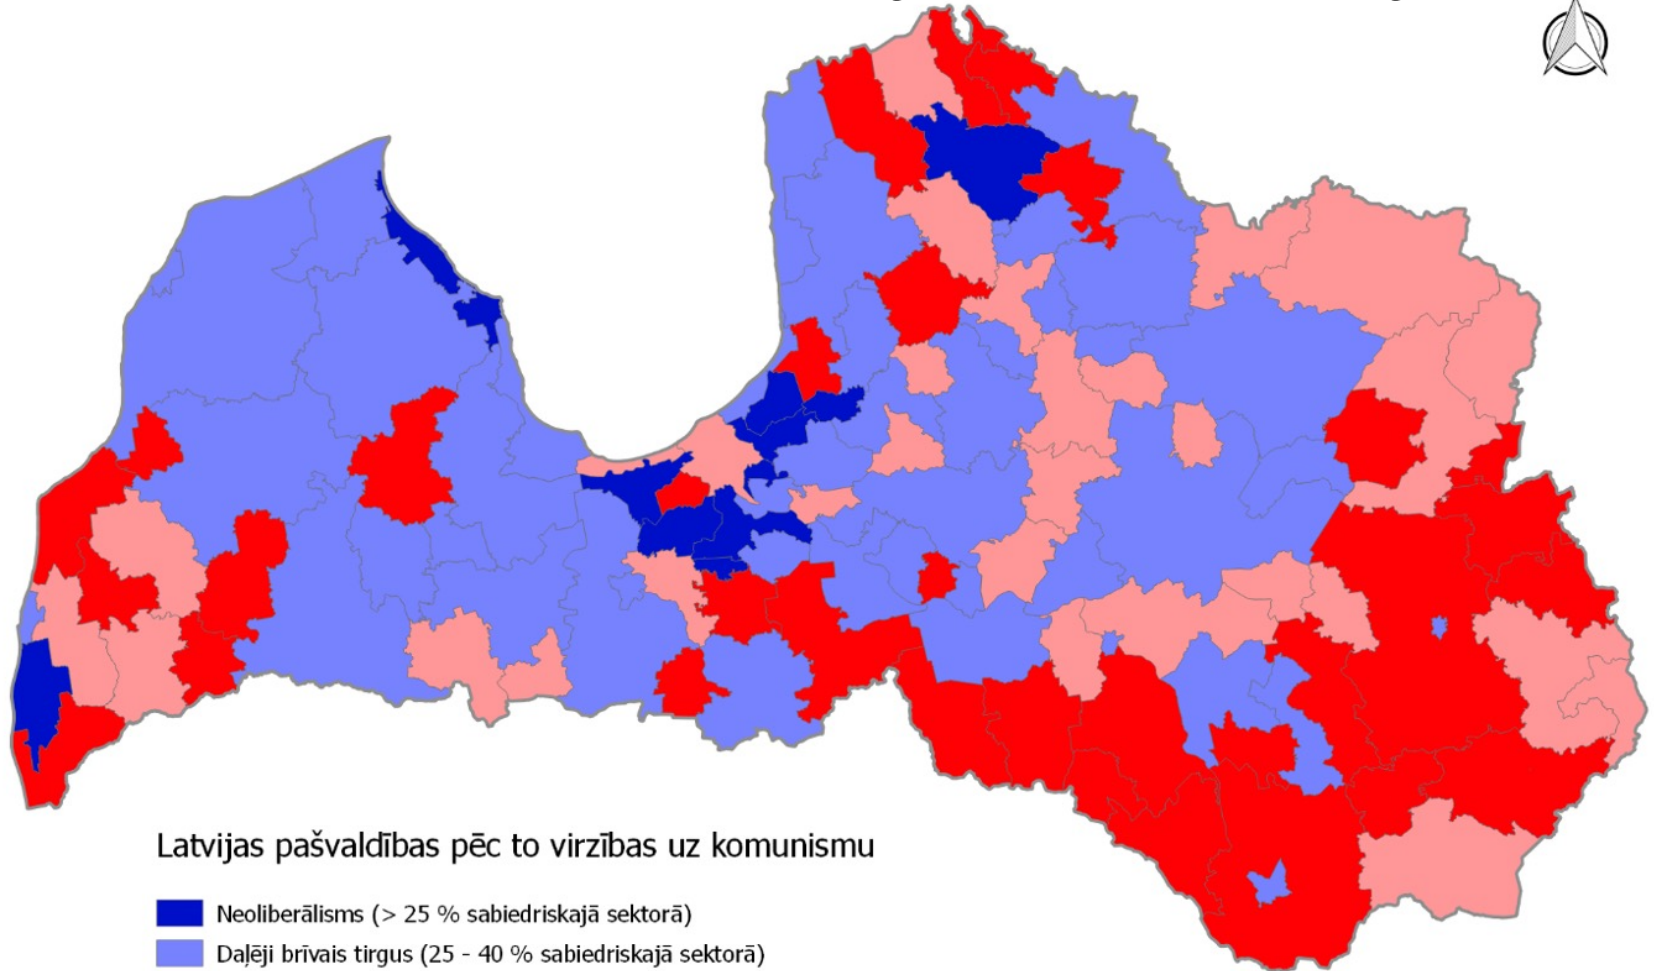 Latvijas pašvaldības pēc to virzības uz komunismu
Neoliberālisms (> 25 % sabiedriskajā sektorā)
Daļēji brīvais tirgus (25 - 40 % sabiedriskajā sektorā)